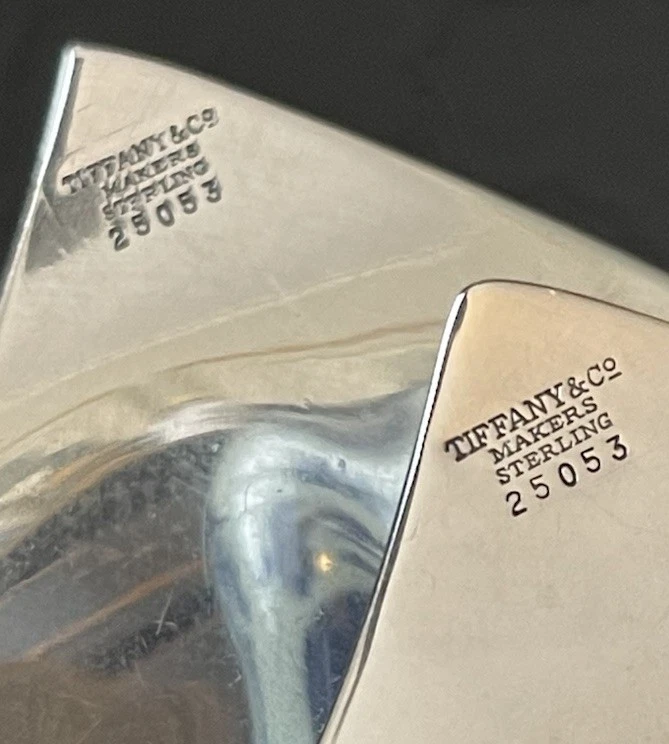 TIFFANY & Cº
MAKERS
STERLING
25053
TIFFANY & Cº
MAKERS
STERLING
25053